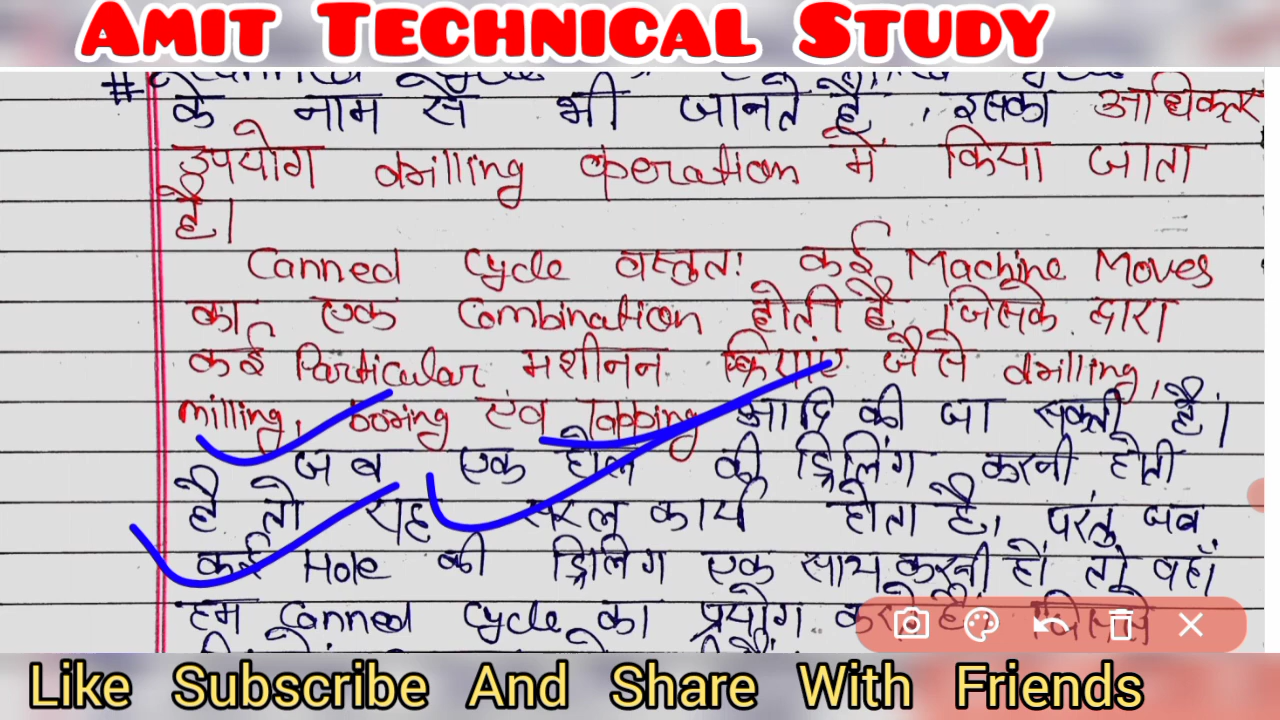 AMIT TECHNICAL STUDY
#
के नाम से भी जानते है, इसका अधिकतर
उपयोग drilling operation में किया जाता
है।
Canned Cycle वस्तुतः कई Machine Moves
का एक Combination होती है जिसके द्वारा
कई Particular मशीनन क्रियाएं जैसे drilling,
milling, boring एंव Tapping आदि की जा सकती है।
जब एक होल की ड्रिलिंग करनी होती
है तो यह सरल कार्य होता है, परंतु जब
कई Hole की ड्रिलिंग एक साथ करनी हो तो वहाँ
हम Canned Cycle का प्रयोग करते है। जिससे
Like Subscribe And Share With Friends